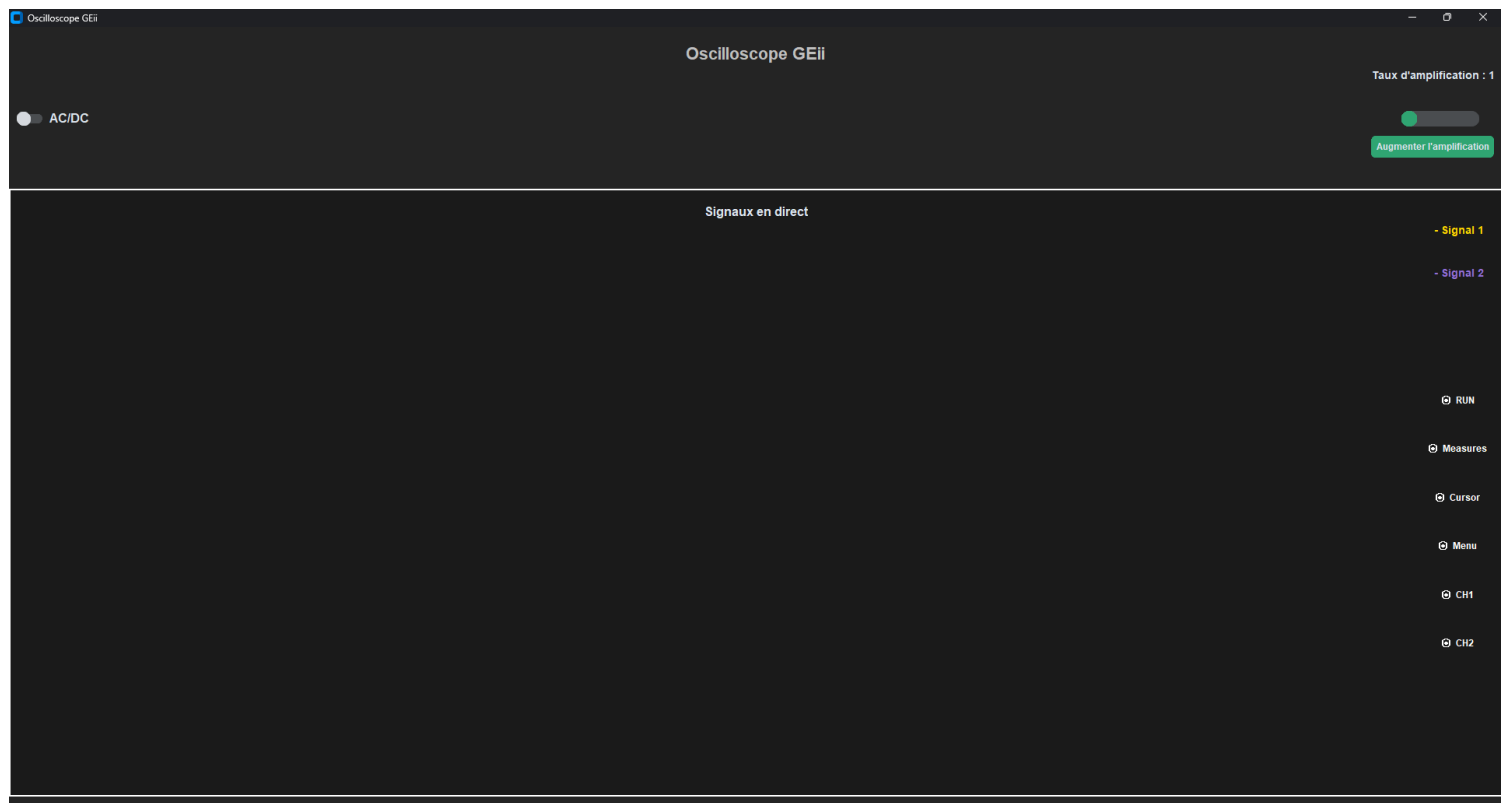 Oscilloscope GEii
Oscilloscope GEii
Taux d'amplification : 1
AC/DC
Augmenter l'amplification
Signaux en direct
- Signal 1
- Signal 2
RUN
Measures
Cursor
Menu
CH1
CH2